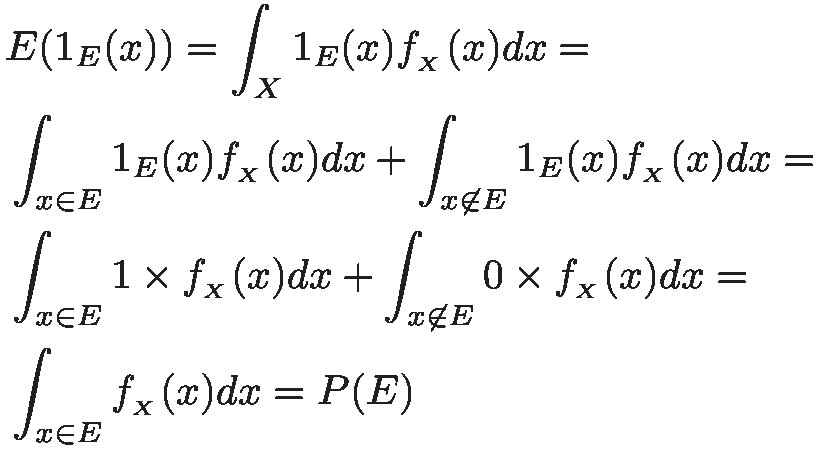 E(1_E(x)) = ∫_X 1_E(x) f_X(x)dx =
∫_{x∈E} 1_E(x) f_X(x)dx + ∫_{x∉E} 1_E(x) f_X(x)dx =
∫_{x∈E} 1 × f_X(x)dx + ∫_{x∉E} 0 × f_X(x)dx =
∫_{x∈E} f_X(x)dx = P(E)